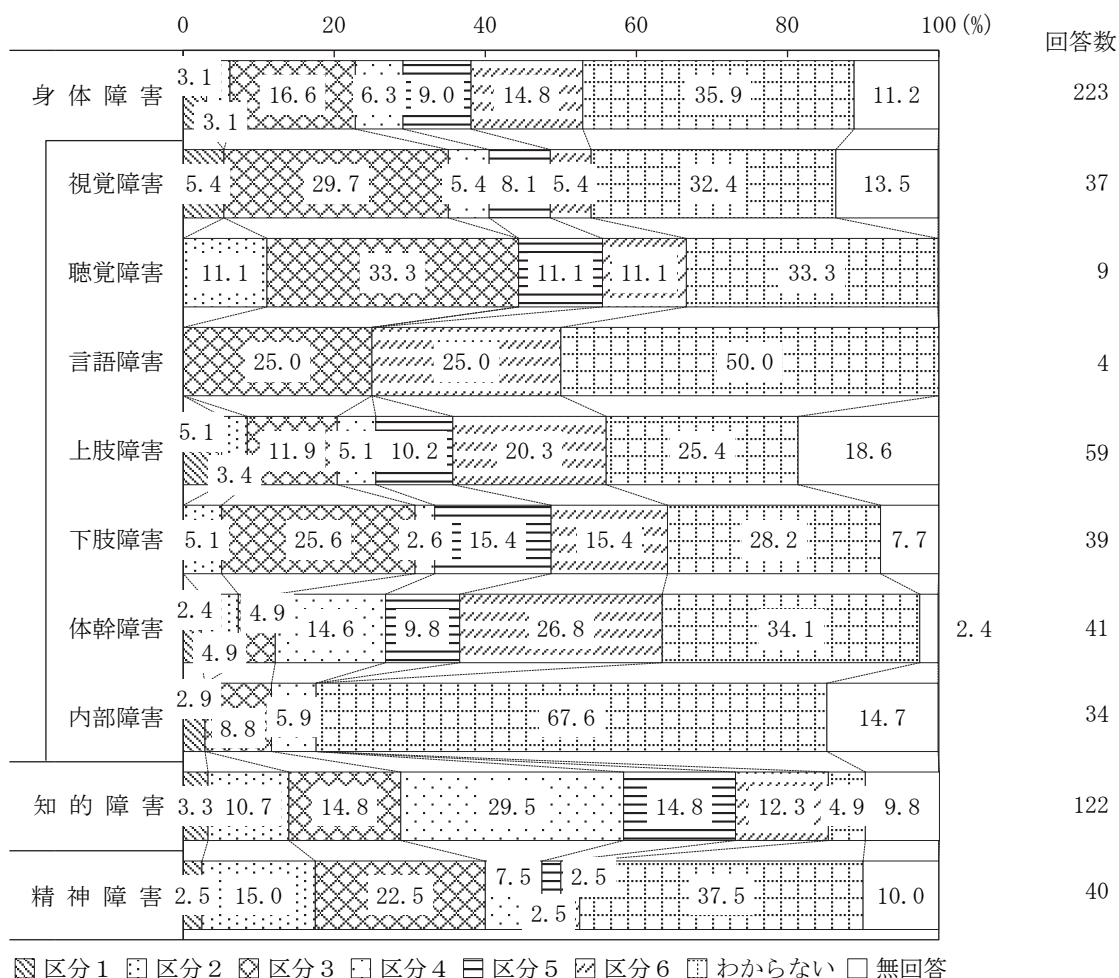 0 20 40 60 80 100 (%)
回答数
身体障害 3.1 3.1 16.6 6.3 9.0 14.8 35.9 11.2 223
視覚障害 5.4 29.7 5.4 8.1 5.4 32.4 13.5 37
聴覚障害 11.1 33.3 11.1 11.1 33.3 9
言語障害 25.0 25.0 50.0 4
上肢障害 5.1 3.4 11.9 5.1 10.2 20.3 25.4 18.6 59
下肢障害 5.1 25.6 2.6 15.4 15.4 28.2 7.7 39
体幹障害 2.4 4.9 4.9 14.6 9.8 26.8 34.1 2.4 41
内部障害 2.9 8.8 5.9 67.6 14.7 34
知的障害 3.3 10.7 14.8 29.5 14.8 12.3 4.9 9.8 122
精神障害 2.5 15.0 22.5 7.5 2.5 2.5 37.5 10.0 40
区分1 区分2 区分3 区分4 区分5 区分6 わからない 無回答